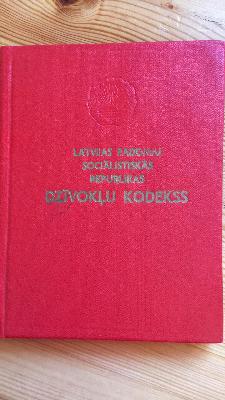 LATVIJAS PADOMJU
SOCIĀLISTISKĀS
REPUBLIKAS
DZĪVOKĻU KODEKSS